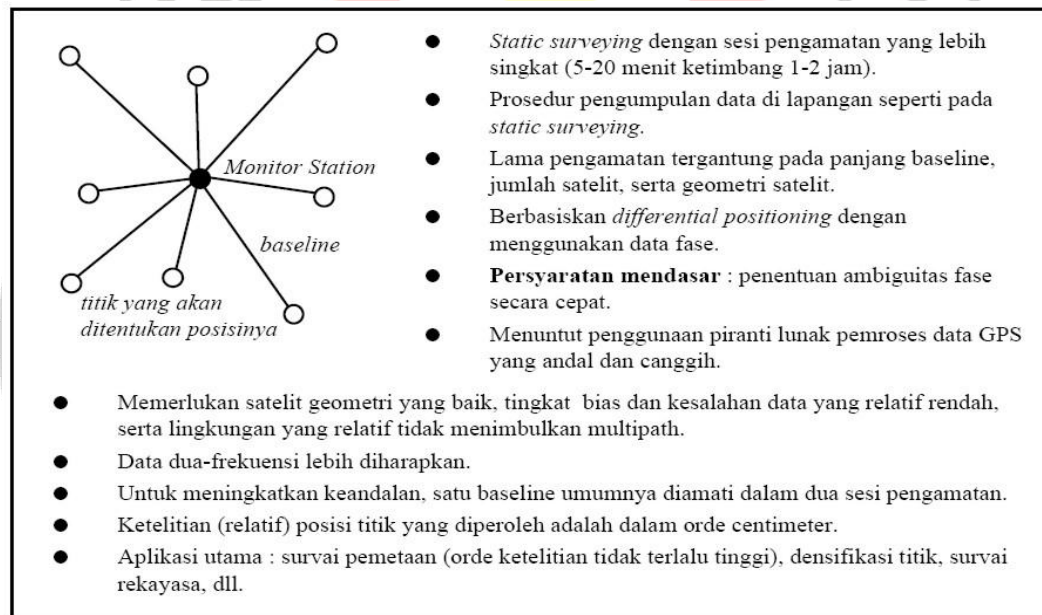 Static surveying dengan sesi pengamatan yang lebih
singkat (5-20 menit ketimbang 1-2 jam).
Prosedur pengumpulan data di lapangan seperti pada
static surveying.
Monitor Station
Lama pengamatan tergantung pada panjang baseline,
jumlah satelit, serta geometri satelit.
Berbasiskan differential positioning dengan
menggunakan data fase.
baseline
Persyaratan mendasar : penentuan ambiguitas fase
secara cepat.
titik yang akan
ditentukan posisinya
Menuntut penggunaan piranti lunak pemroses data GPS
yang andal dan canggih.
Memerlukan satelit geometri yang baik, tingkat bias dan kesalahan data yang relatif rendah,
serta lingkungan yang relatif tidak menimbulkan multipath.
Data dua-frekuensi lebih diharapkan.
Untuk meningkatkan keandalan, satu baseline umumnya diamati dalam dua sesi pengamatan.
Ketelitian (relatif) posisi titik yang diperoleh adalah dalam orde centimeter.
Aplikasi utama : survai pemetaan (orde ketelitian tidak terlalu tinggi), densifikasi titik, survai
rekayasa, dll.